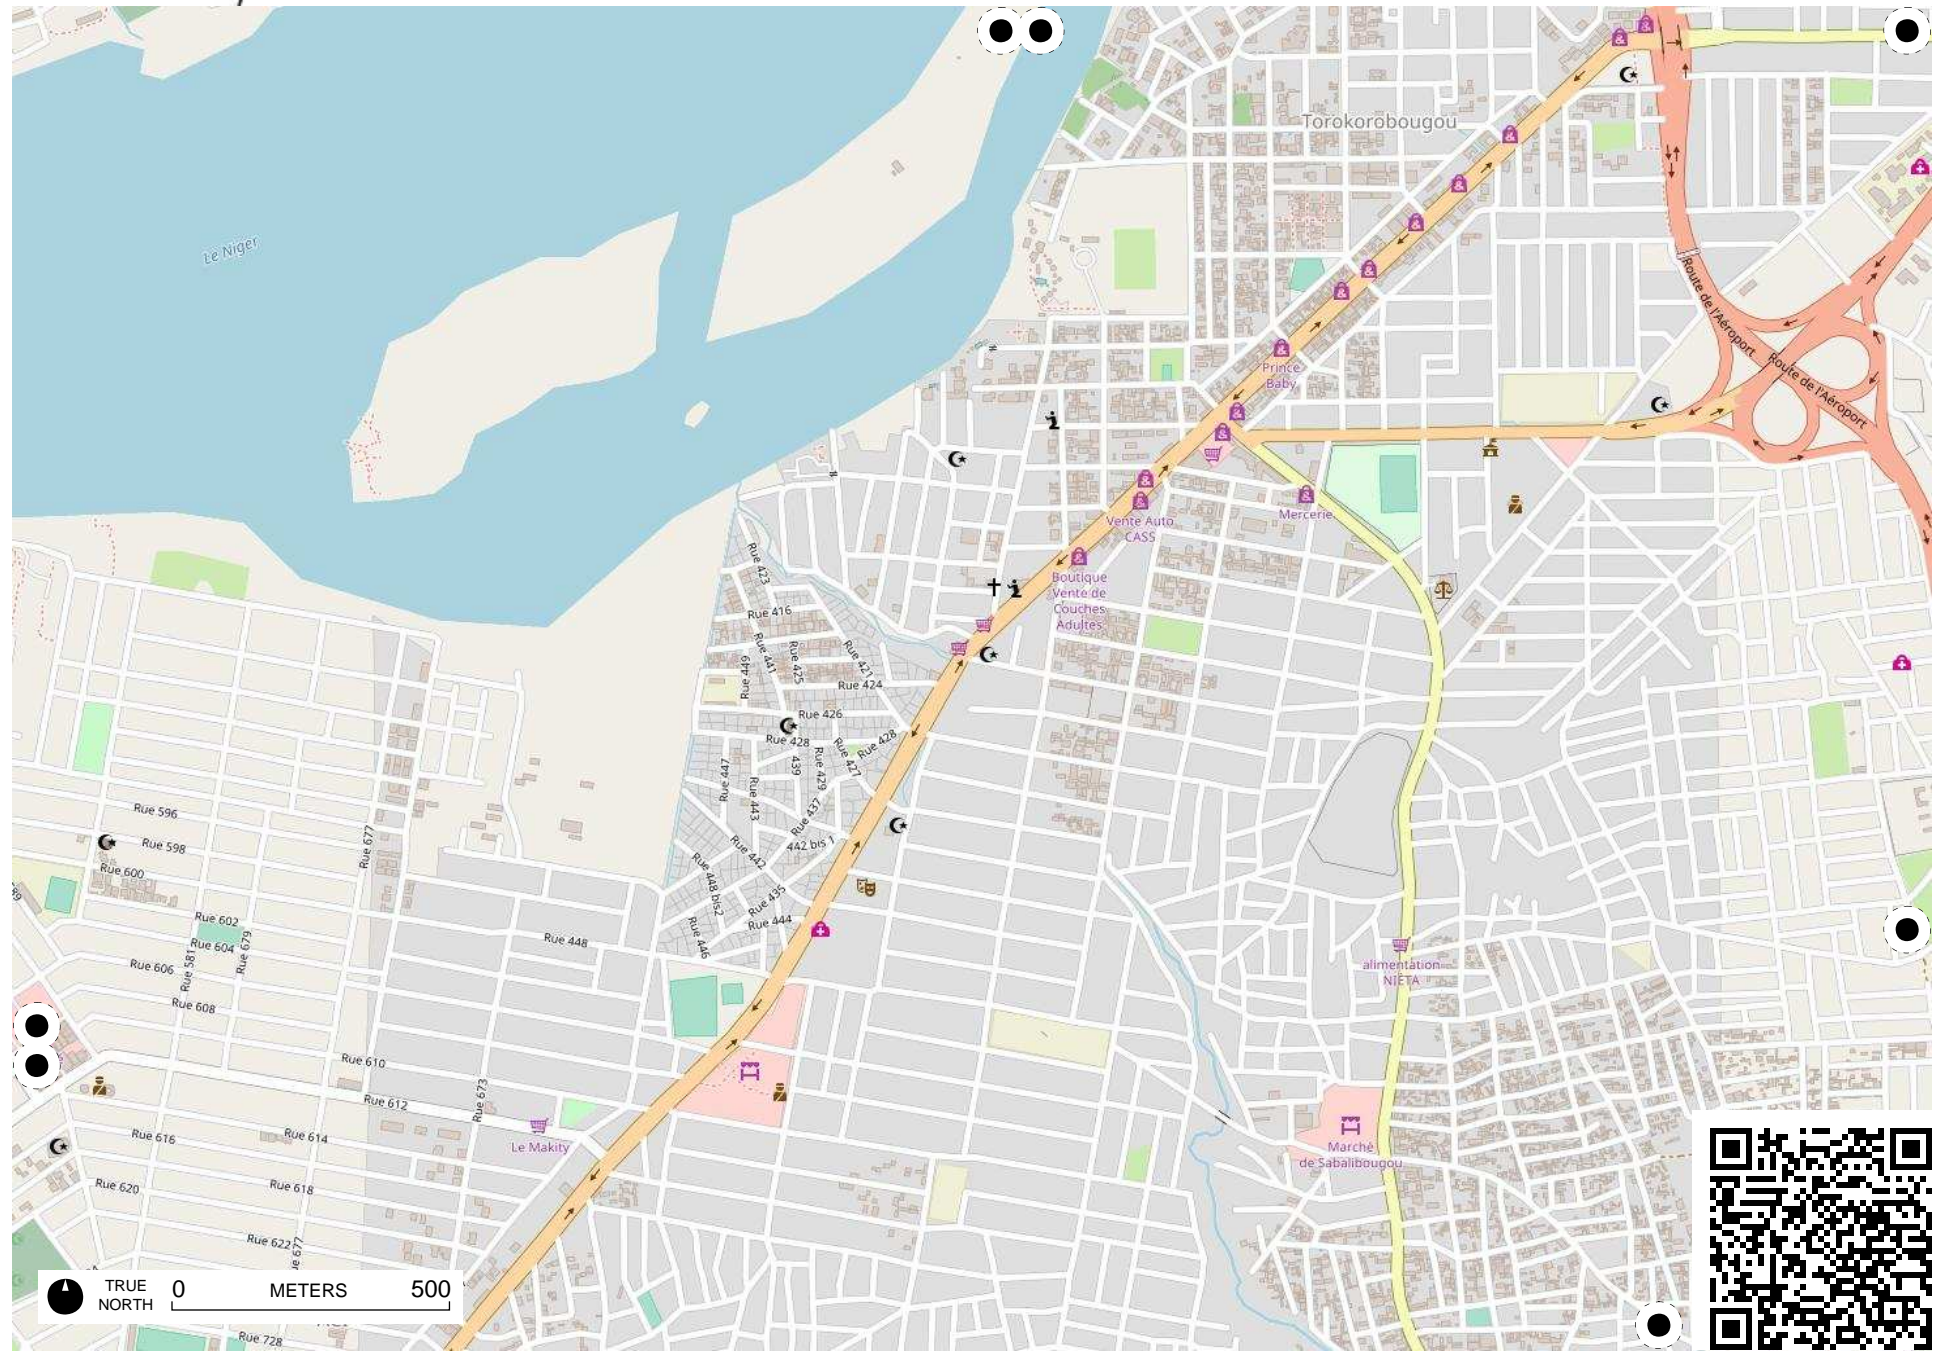 Torokorobougou
Le Niger
Route de l'Aéroport
Route de l'Aéroport
Prince
Baby
Mercerie
Vente Auto
CASS
Boutique
Vente de
Couches
Adultes
Rue 423
Rue 416
Rue 449
Rue 441
Rue 425
Rue 421
Rue 424
Rue 426
Rue 428
Rue 428
Rue 427
439
Rue 429
Rue 447
Rue 443
Rue 437
442 bis 1
Rue 442
Rue 448 bis2
Rue 435
Rue 444
Rue 446
Rue 448
Rue 596
Rue 598
Rue 600
Rue 677
Rue 602
Rue 604
Rue 679
Rue 581
Rue 606
Rue 608
Rue 610
Rue 612
Rue 673
Rue 614
Rue 616
Le Makity
Rue 618
Rue 620
Rue 622
alimentation
NIETA
Marché
de Sabalibougou
TRUE
NORTH
0 METERS 500
Rue 728